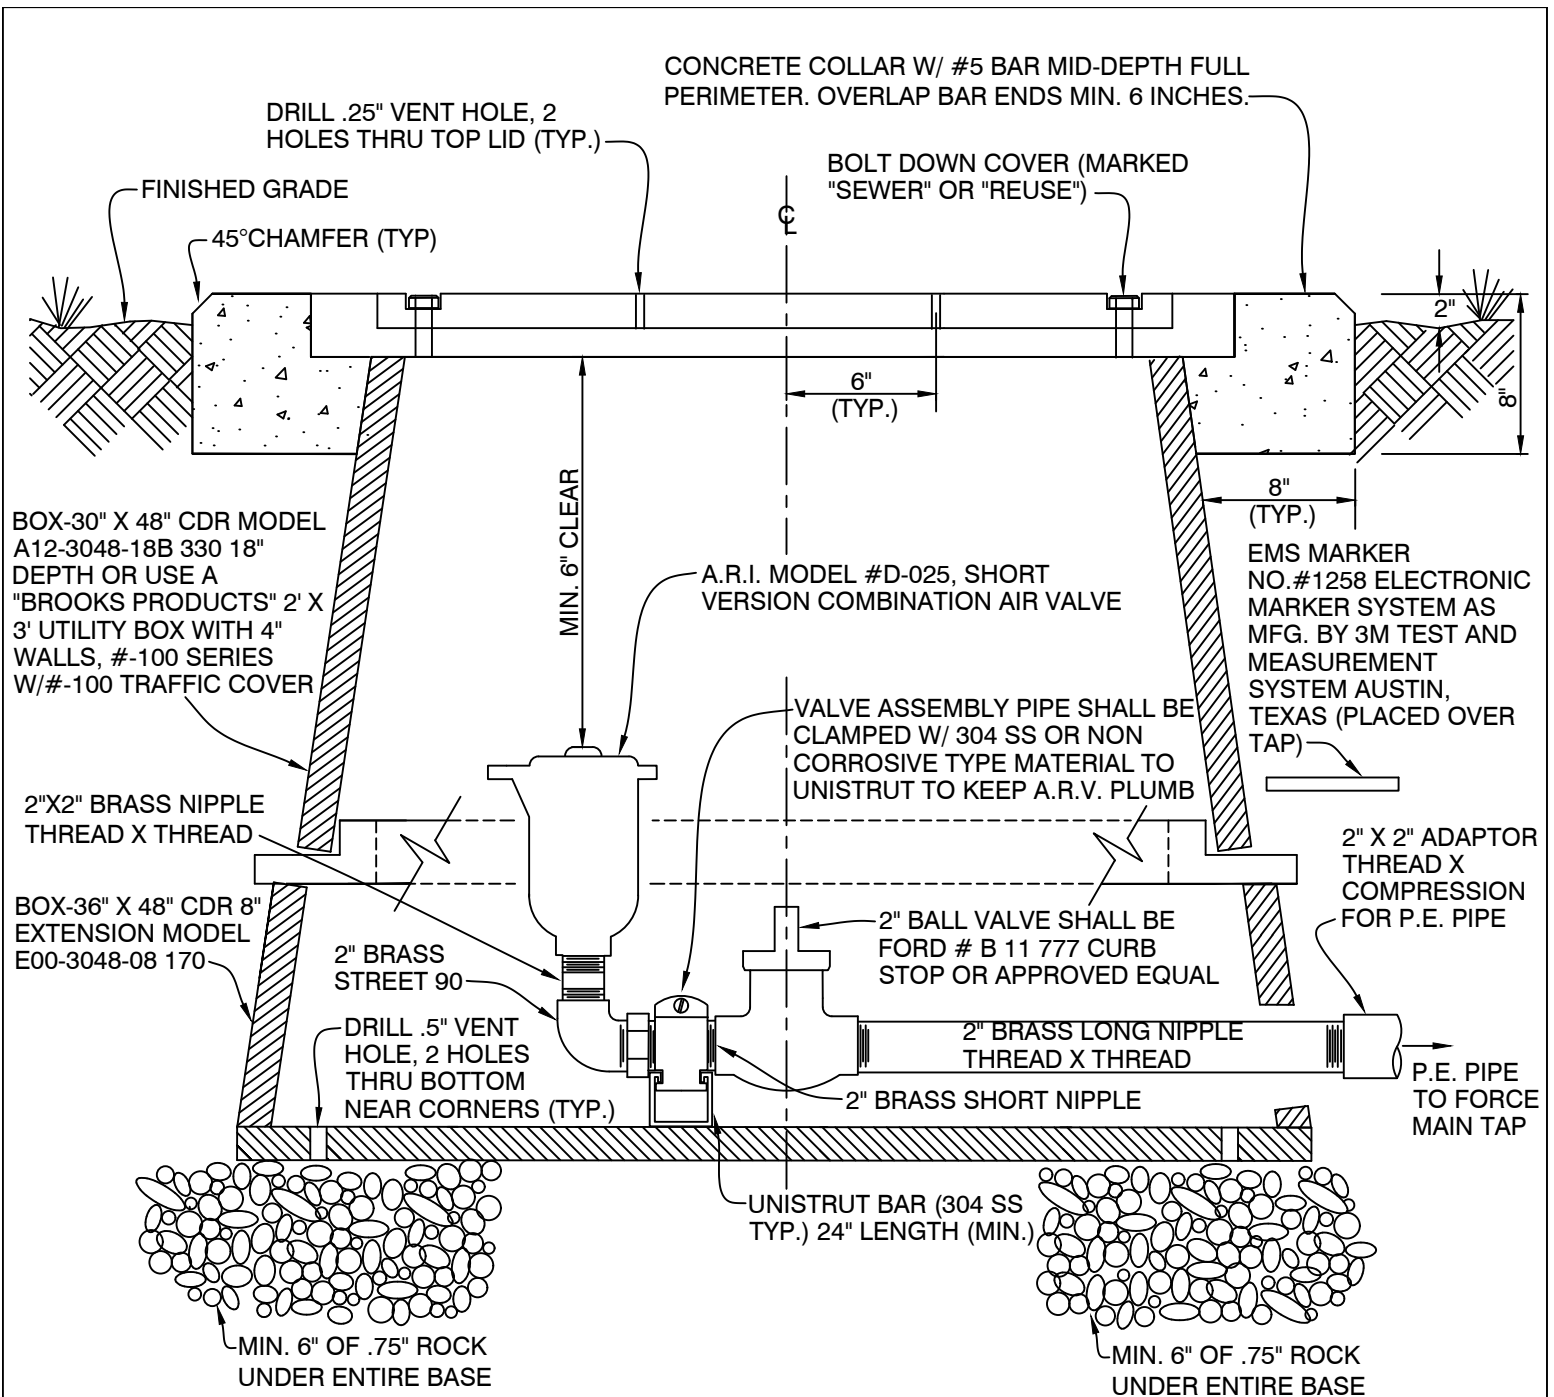 CONCRETE COLLAR W/ #5 BAR MID-DEPTH FULL
PERIMETER. OVERLAP BAR ENDS MIN. 6 INCHES.
DRILL .25" VENT HOLE, 2
HOLES THRU TOP LID (TYP.)
BOLT DOWN COVER (MARKED
"SEWER" OR "REUSE")
FINISHED GRADE
℄
45°CHAMFER (TYP)
2"
8"
6"
(TYP.)
MIN. 6" CLEAR
8"
(TYP.)
BOX-30" X 48" CDR MODEL
A12-3048-18B 330 18"
DEPTH OR USE A
"BROOKS PRODUCTS" 2' X
3' UTILITY BOX WITH 4"
WALLS, #-100 SERIES
W/#-100 TRAFFIC COVER
A.R.I. MODEL #D-025, SHORT
VERSION COMBINATION AIR VALVE
EMS MARKER
NO.#1258 ELECTRONIC
MARKER SYSTEM AS
MFG. BY 3M TEST AND
MEASUREMENT
SYSTEM AUSTIN,
TEXAS (PLACED OVER
TAP)
VALVE ASSEMBLY PIPE SHALL BE
CLAMPED W/ 304 SS OR NON
CORROSIVE TYPE MATERIAL TO
UNISTRUT TO KEEP A.R.V. PLUMB
2"X2" BRASS NIPPLE
THREAD X THREAD
2" X 2" ADAPTOR
THREAD X
COMPRESSION
FOR P.E. PIPE
BOX-36" X 48" CDR 8"
EXTENSION MODEL
E00-3048-08 170
2" BRASS
STREET 90
2" BALL VALVE SHALL BE
FORD # B 11 777 CURB
STOP OR APPROVED EQUAL
DRILL .5" VENT
HOLE, 2 HOLES
THRU BOTTOM
NEAR CORNERS (TYP.)
2" BRASS LONG NIPPLE
THREAD X THREAD
2" BRASS SHORT NIPPLE
P.E. PIPE
TO FORCE
MAIN TAP
UNISTRUT BAR (304 SS
TYP.) 24" LENGTH (MIN.)
MIN. 6" OF .75" ROCK
UNDER ENTIRE BASE
MIN. 6" OF .75" ROCK
UNDER ENTIRE BASE